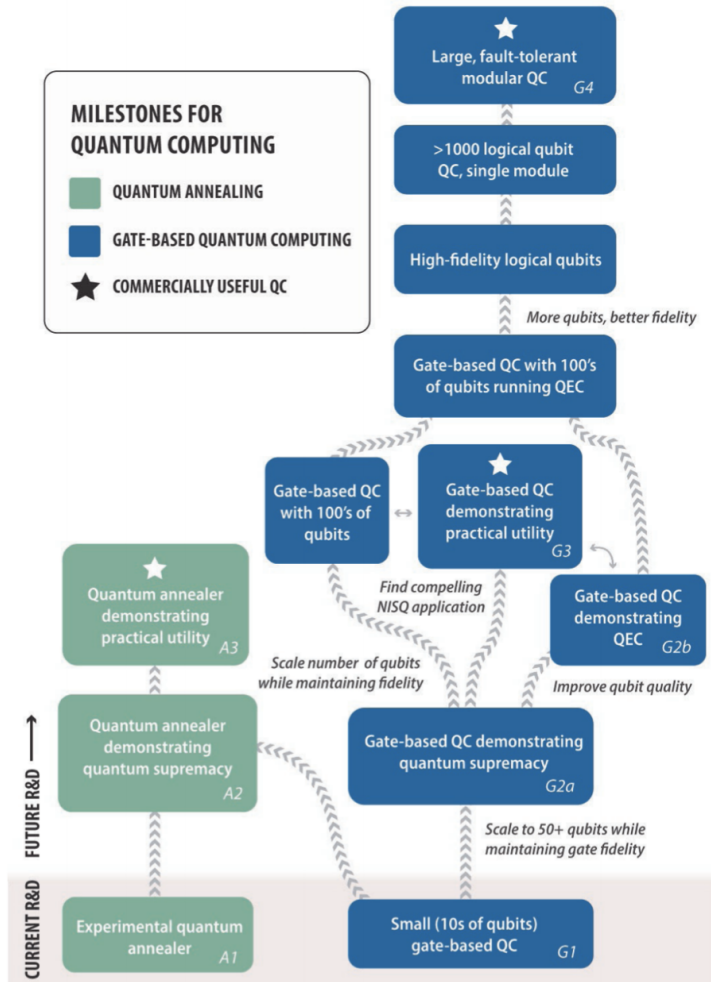 Large, fault-tolerant
modular QC
G4
MILESTONES FOR
QUANTUM COMPUTING
QUANTUM ANNEALING
GATE-BASED QUANTUM COMPUTING
COMMERCIALLY USEFUL QC
>1000 logical qubit
QC, single module
High-fidelity logical qubits
More qubits, better fidelity
Gate-based QC with 100's
of qubits running QEC
Gate-based QC
with 100's of
qubits
Gate-based QC
demonstrating
practical utility
G3
Find compelling
NISQ application
Gate-based QC
demonstrating
QEC
G2b
Quantum annealer
demonstrating
practical utility
A3
Scale number of qubits
while maintaining fidelity
Improve qubit quality
Quantum annealer
demonstrating
quantum supremacy
A2
Gate-based QC demonstrating
quantum supremacy
G2a
FUTURE R&D
Scale to 50+ qubits while
maintaining gate fidelity
CURRENT R&D
Experimental quantum
annealer
A1
Small (10s of qubits)
gate-based QC
G1